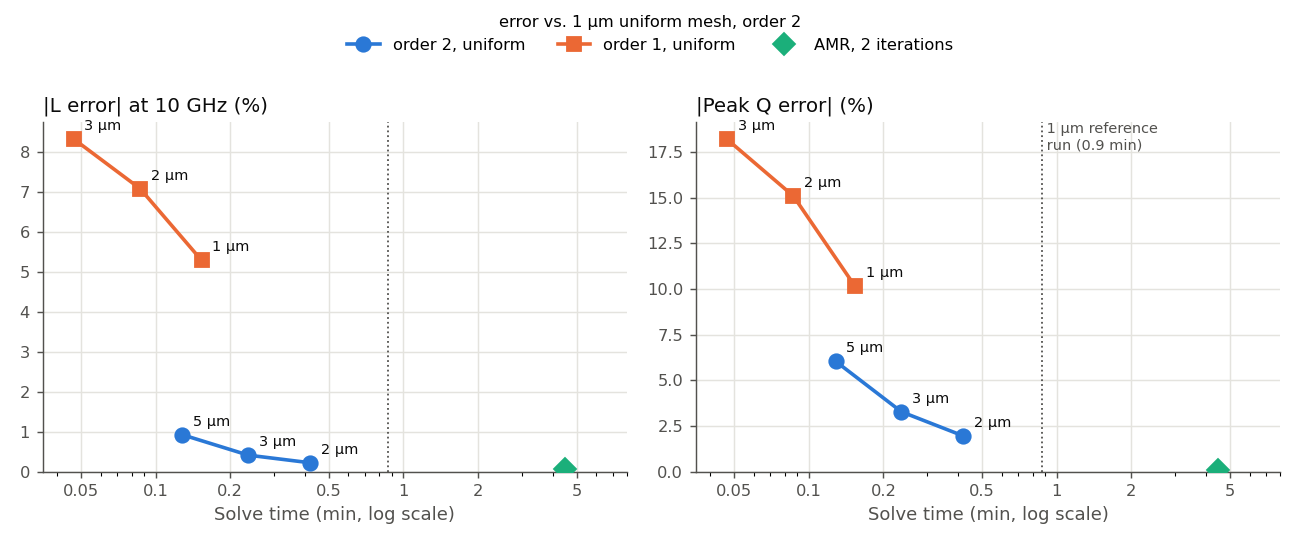 error vs. 1 μm uniform mesh, order 2
order 2, uniform
order 1, uniform
AMR, 2 iterations
|L error| at 10 GHz (%)
3 μm
2 μm
1 μm
5 μm
3 μm
2 μm
8
7
6
5
4
3
2
1
0
0.05
0.1
0.2
0.5
1
2
5
Solve time (min, log scale)
|Peak Q error| (%)
3 μm
1 μm reference
run (0.9 min)
2 μm
1 μm
5 μm
3 μm
2 μm
17.5
15.0
12.5
10.0
7.5
5.0
2.5
0.0
0.05
0.1
0.2
0.5
1
2
5
Solve time (min, log scale)